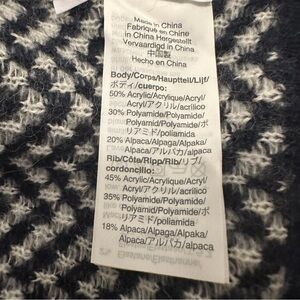 Made in China
Fabriqué en Chine
in China Hergestellt
Vervaardigd in China
中国製
Hecho en China
Body/Corps/Hauptteil/Lijf/
ボディ/cuerpo:
50% Acrylic/Acrylique/Acryl/
Acryl/アクリル/acrílico
30% Polyamide/Polyamide/
Polyamid/Polyamide/ポ
リアミド/poliamida
20% Alpaca/Alpaga/Alpaka/
Alpaca/アルパカ/alpaca
Rib/Côte/Ripp/Rib/リブ/
cordoncillo:
45% Acrylic/Acrylique/Acryl/
Acryl/アクリル/acrílico
35% Polyamide/Polyamide/
Polyamid/Polyamide/ポ
リアミド/poliamida
18% Alpaca/Alpaga/Alpaka/
Alpaca/アルパカ/alpaca